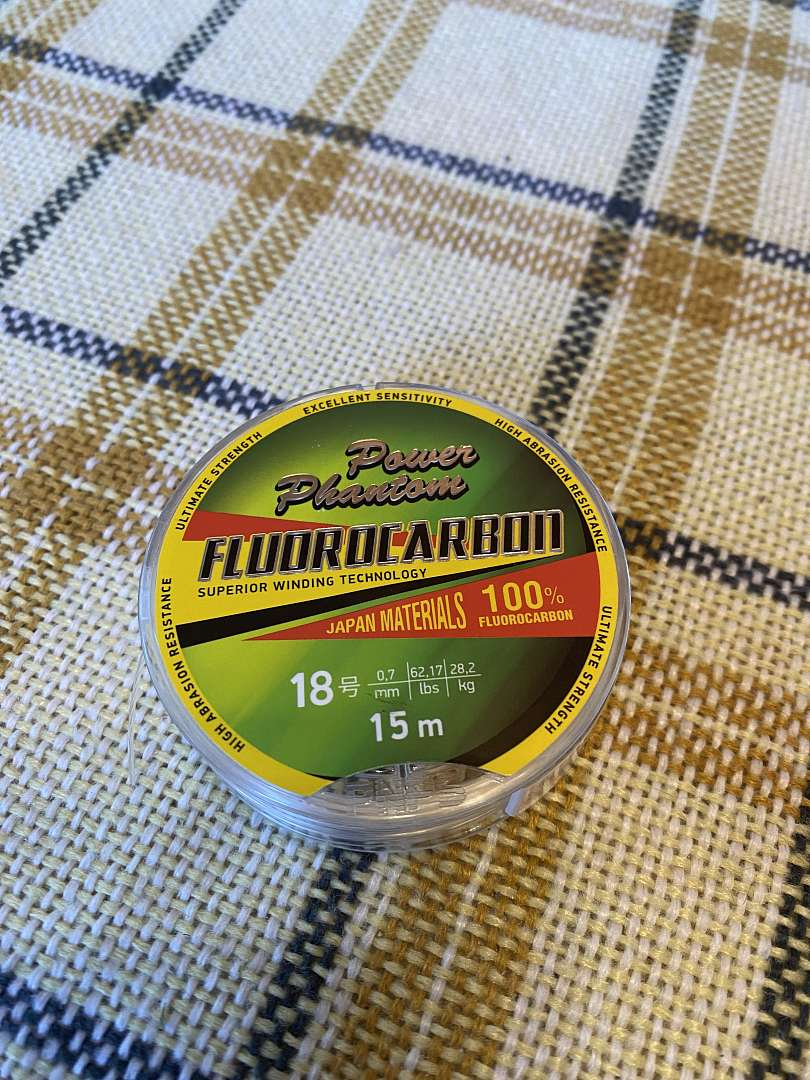 EXCELLENT SENSITIVITY
ULTIMATE STRENGTH
HIGH ABRASION RESISTANCE
Power
Phantom
FLUOROCARBON
SUPERIOR WINDING TECHNOLOGY
JAPAN MATERIALS
100%
FLUOROCARBON
18号
0,7 62,17 28,2
mm lbs kg
15 m
HIGH ABRASION RESISTANCE
ULTIMATE STRENGTH